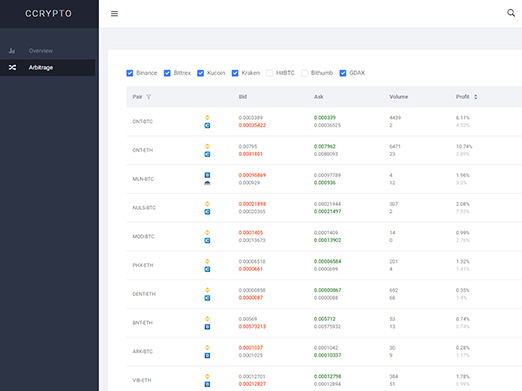 CCRYPTO
Overview
Arbitrage
Binance Bittrex Kucoin Kraken HitBTC Bithumb GDAX
Pair Bid Ask Volume Profit
ONT-BTC 0.0003389 0.000339 4439 6.11%
0.00035422 0.00036525 2 4.92%
ONT-ETH 0.00795 0.007962 6471 10.74%
0.0081801 0.0080093 23 2.89%
MLN-BTC 0.00095869 0.00097789 4 1.96%
0.000929 0.000936 12 3.2%
NULS-BTC 0.00021898 0.00021944 357 2.08%
0.00020365 0.00021497 2 7.53%
MOD-BTC 0.0001405 0.0001409 14 0.99%
0.00013673 0.00013902 0 2.76%
PHX-ETH 0.00006518 0.00006584 201 1.32%
0.0000661 0.0000699 4 1.41%
DENT-ETH 0.00000858 0.00000867 692 0.35%
0.0000087 0.0000088 68 1.4%
BNT-ETH 0.00569 0.005712 53 0.74%
0.00573213 0.00575932 13 0.74%
ARK-BTC 0.0001037 0.0001042 30 0.28%
0.0001025 0.00010337 9 1.17%
VIB-ETH 0.00012701 0.00012798 384 1.78%
0.00012827 0.00012894 51 0.99%